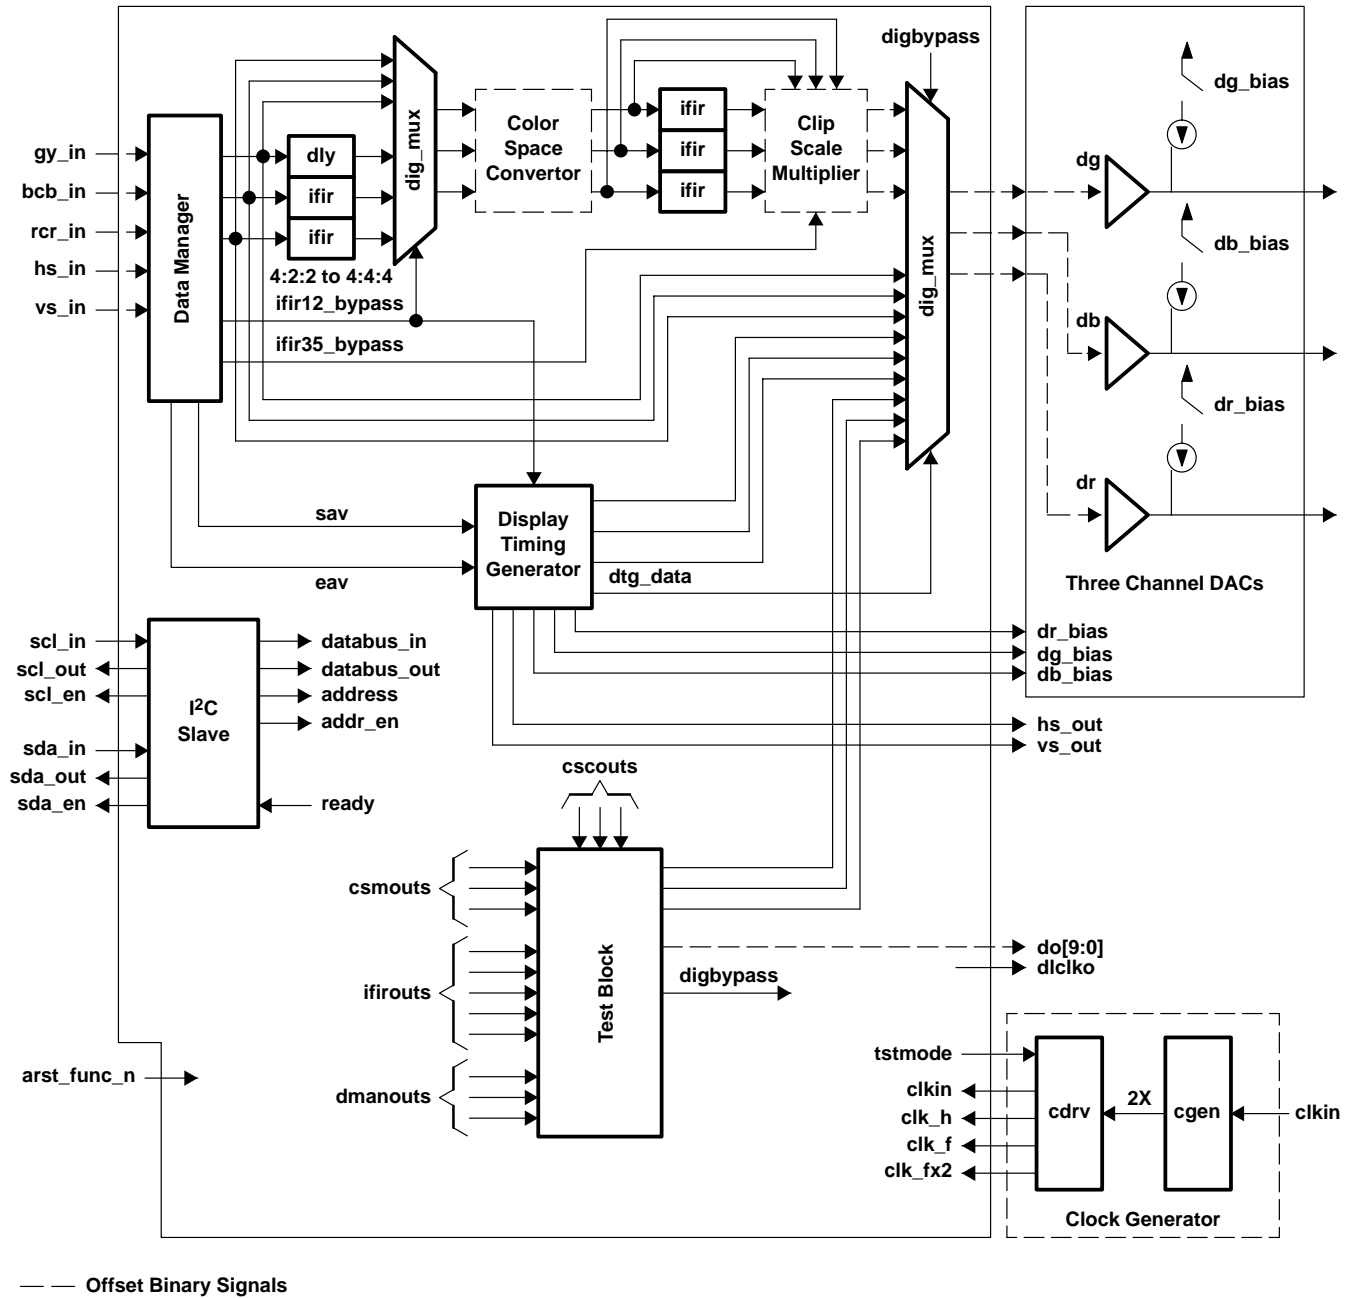 digbypass
dg_bias
gy_in
bcb_in
rcr_in
hs_in
vs_in
Data Manager
dly
ifir
ifir
4:2:2 to 4:4:4
dig_mux
Color
Space
Convertor
ifir
ifir
ifir
Clip
Scale
Multiplier
dig_mux
dg
db_bias
db
dr_bias
dr
Three Channel DACs
ifir12_bypass
ifir35_bypass
sav
eav
Display
Timing
Generator
dtg_data
dr_bias
dg_bias
db_bias
hs_out
vs_out
scl_in
scl_out
scl_en
sda_in
sda_out
sda_en
I2C
Slave
databus_in
databus_out
address
addr_en
ready
cscouts
csmouts
ifirouts
dmanouts
Test Block
digbypass
do[9:0]
dlclko
arst_func_n
tstmode
clkin
clk_h
clk_f
clk_fx2
cdrv
2X
cgen
clkin
Clock Generator
Offset Binary Signals